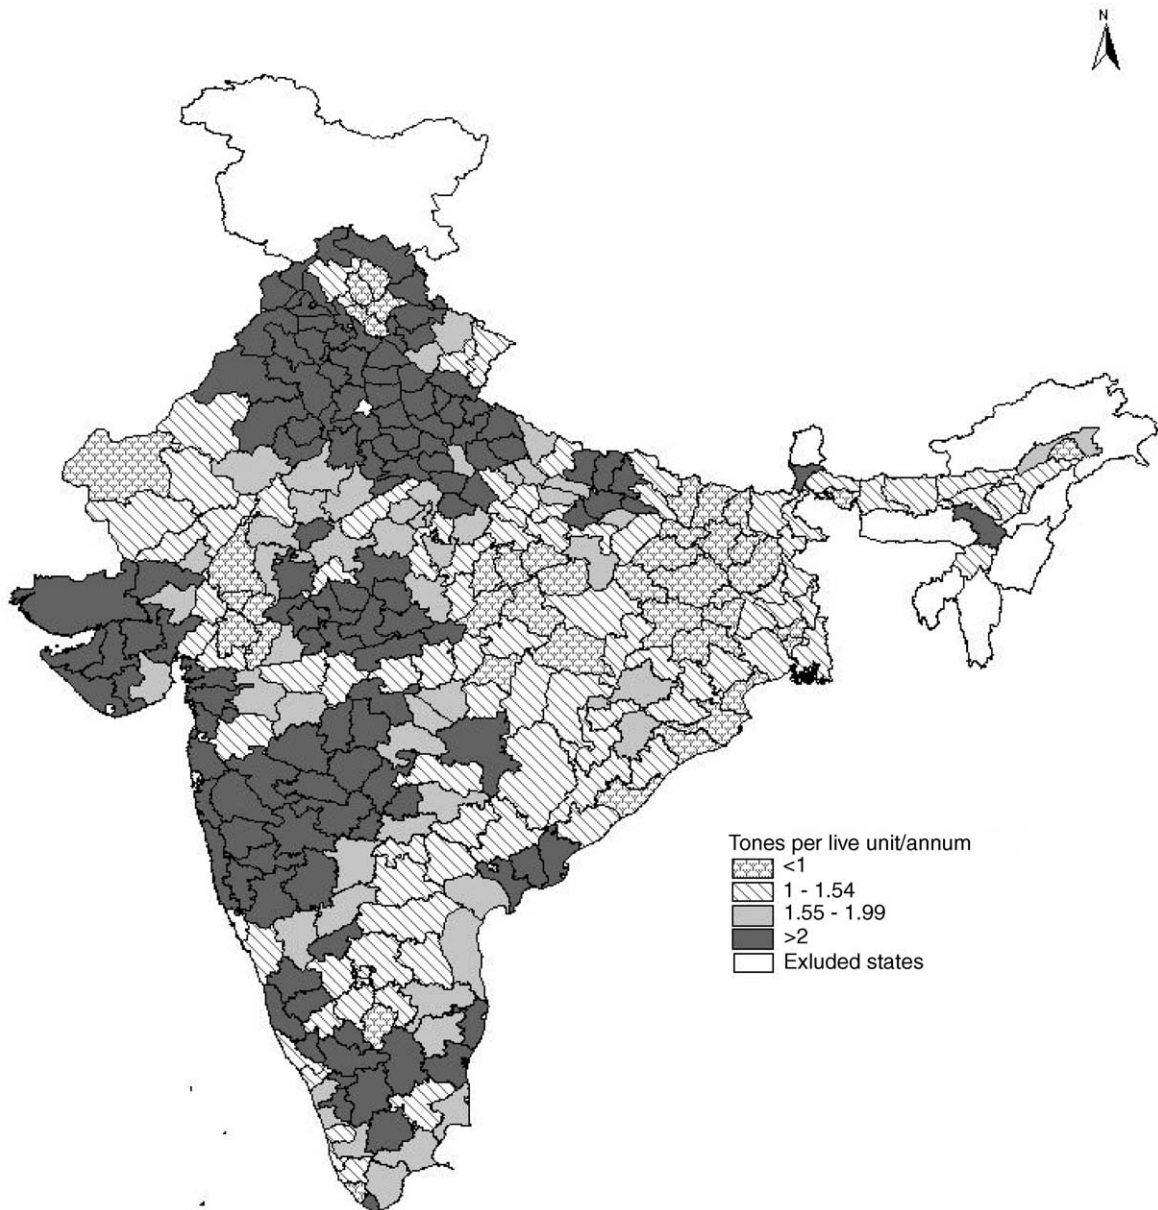 N
Tones per live unit/annum
<1
1 - 1.54
1.55 - 1.99
>2
Exluded states